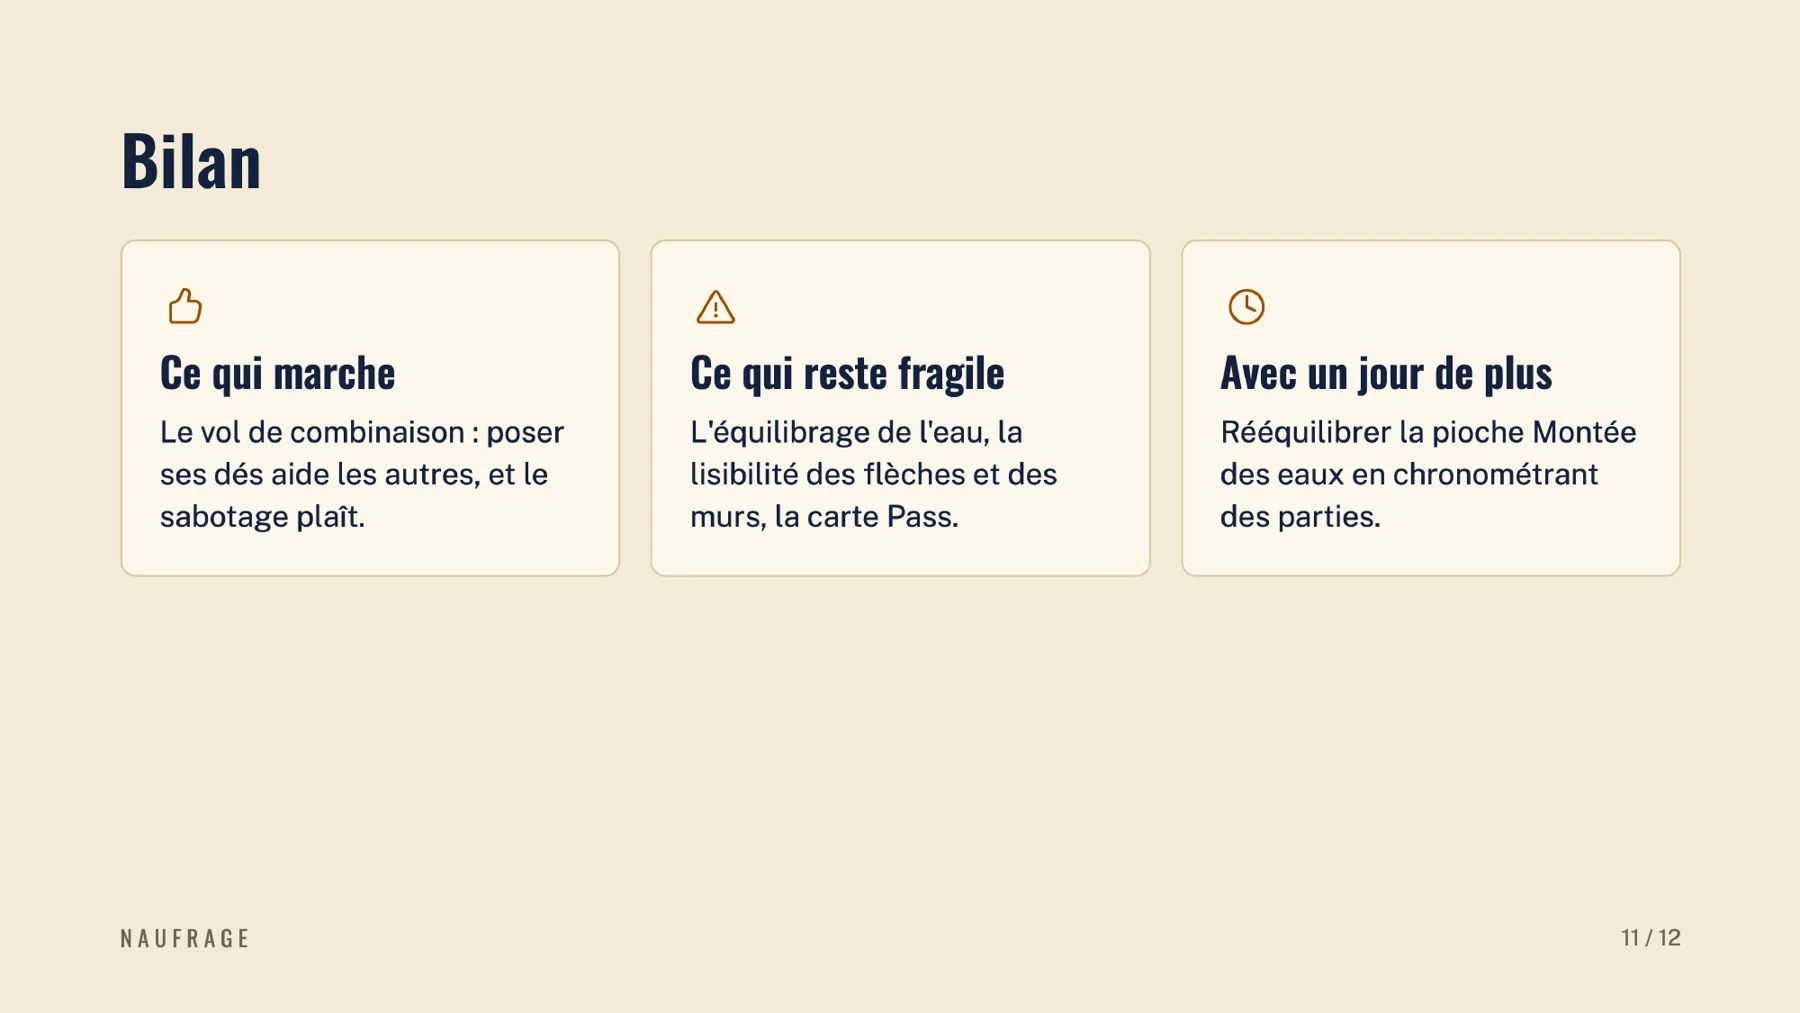 Bilan
Ce qui marche
Le vol de combinaison : poser
ses dés aide les autres, et le
sabotage plaît.
Ce qui reste fragile
L'équilibrage de l'eau, la
lisibilité des flèches et des
murs, la carte Pass.
Avec un jour de plus
Rééquilibrer la pioche Montée
des eaux en chronométrant
des parties.
NAUFRAGE
11 / 12